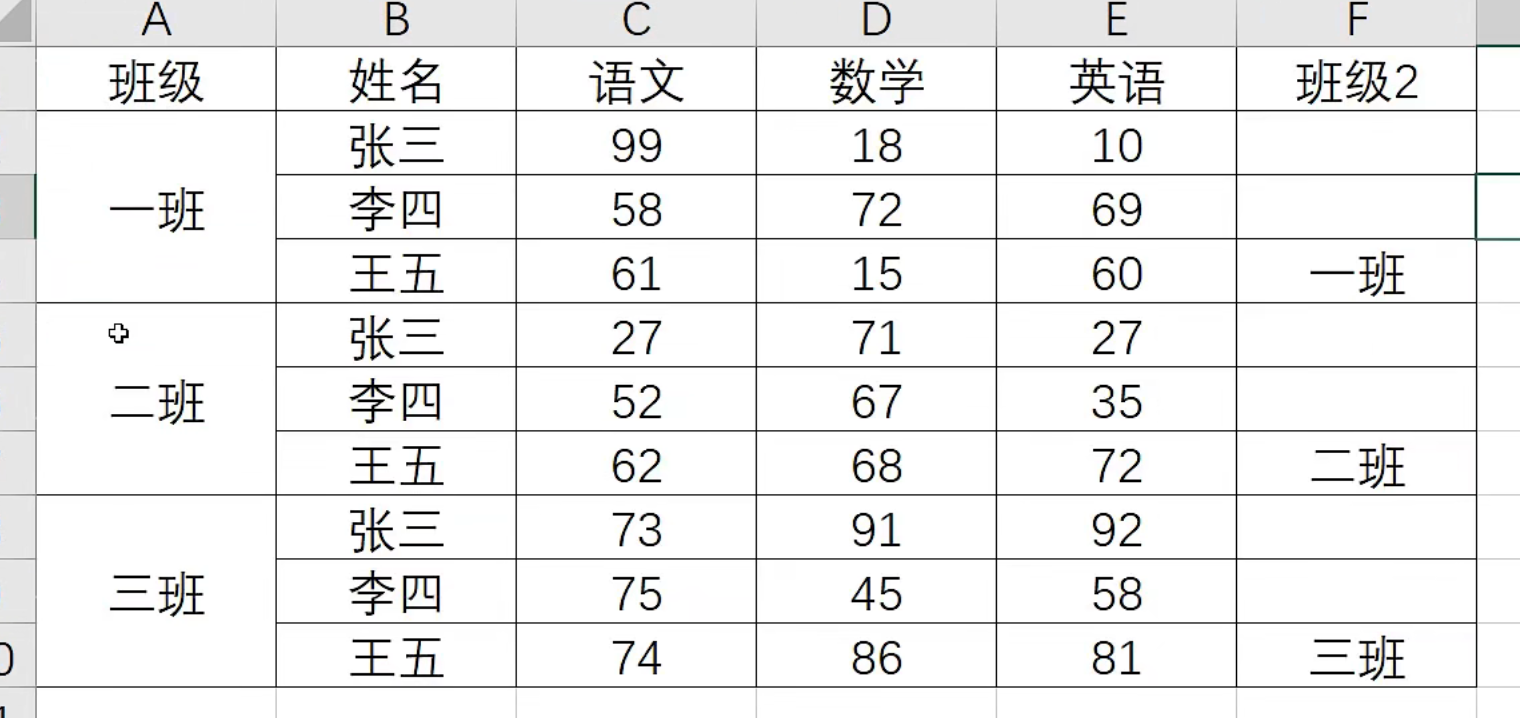 A B C D E F
班级 姓名 语文 数学 英语 班级2
张三 99 18 10
一班 李四 58 72 69
王五 61 15 60 一班
张三 27 71 27
二班 李四 52 67 35
王五 62 68 72 二班
张三 73 91 92
三班 李四 75 45 58
王五 74 86 81 三班